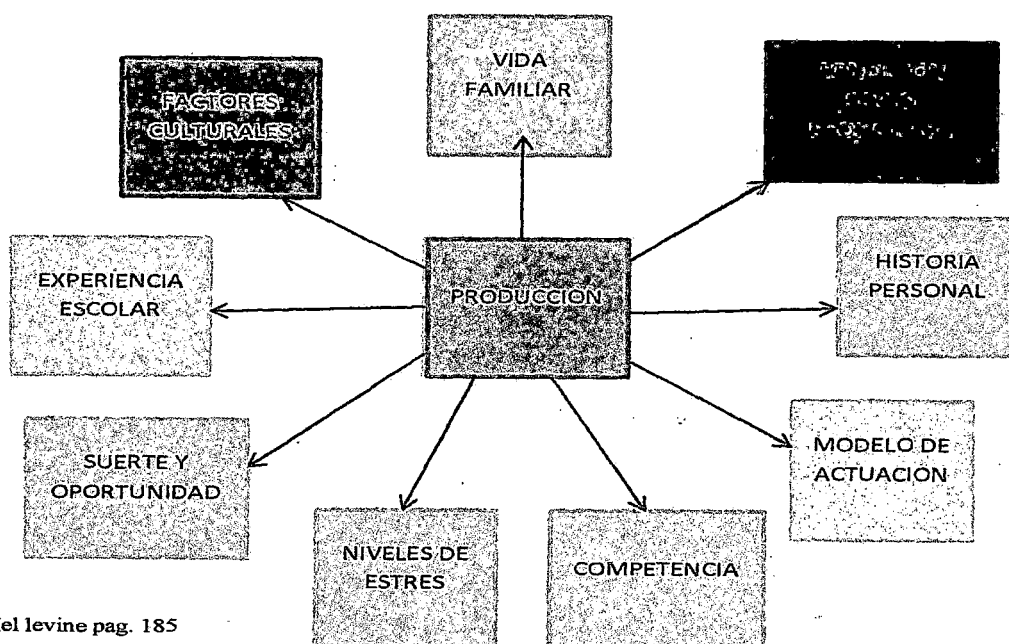 VIDA
FAMILIAR
FACTORES
CULTURALES
EXPERIENCIA
ESCOLAR
PRODUCCION
HISTORIA
PERSONAL
SUERTE Y
OPORTUNIDAD
MODELO DE
ACTUACION
NIVELES DE
ESTRES
COMPETENCIA
el levine pag. 185